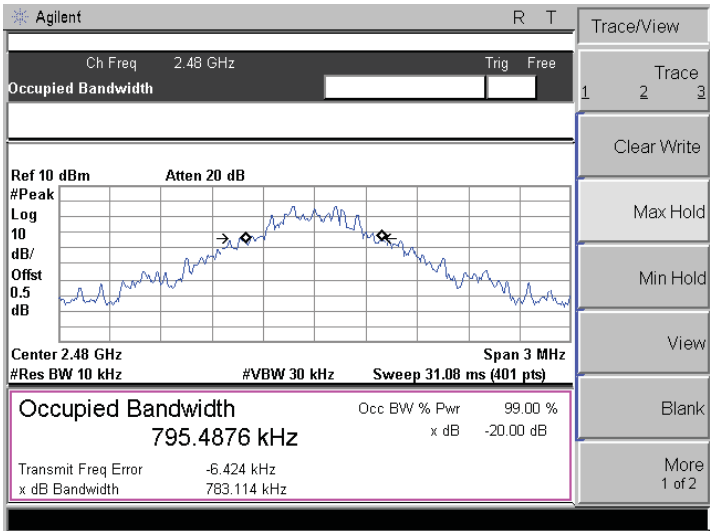 Agilent R T
Trace/View
Ch Freq 2.48 GHz Trig Free
Occupied Bandwidth
Trace
1 2 3
Clear Write
Max Hold
Min Hold
View
Blank
More
1 of 2
Ref 10 dBm Atten 20 dB
#Peak
Log
10
dB/
Offst
0.5
dB
Center 2.48 GHz Span 3 MHz
#Res BW 10 kHz #VBW 30 kHz Sweep 31.08 ms (401 pts)
Occupied Bandwidth Occ BW % Pwr 99.00 %
795.4876 kHz x dB -20.00 dB
Transmit Freq Error -6.424 kHz
x dB Bandwidth 783.114 kHz